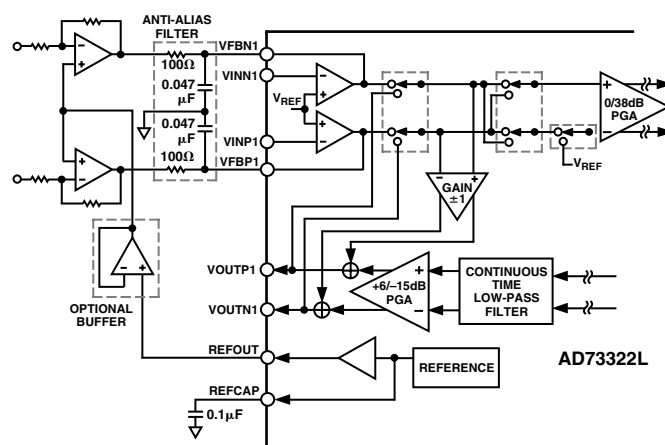 ANTI-ALIAS
FILTER
VFBN1
100Ω
0.047
μF
VINN1
VREF
0.047
μF
VINP1
100Ω
VFBP1
0/38dB
PGA
VREF
GAIN
±1
OPTIONAL
BUFFER
VOUTP1
VOUTN1
+6/–15dB
PGA
CONTINUOUS
TIME
LOW-PASS
FILTER
REFOUT
REFERENCE
AD73322L
REFCAP
0.1μF